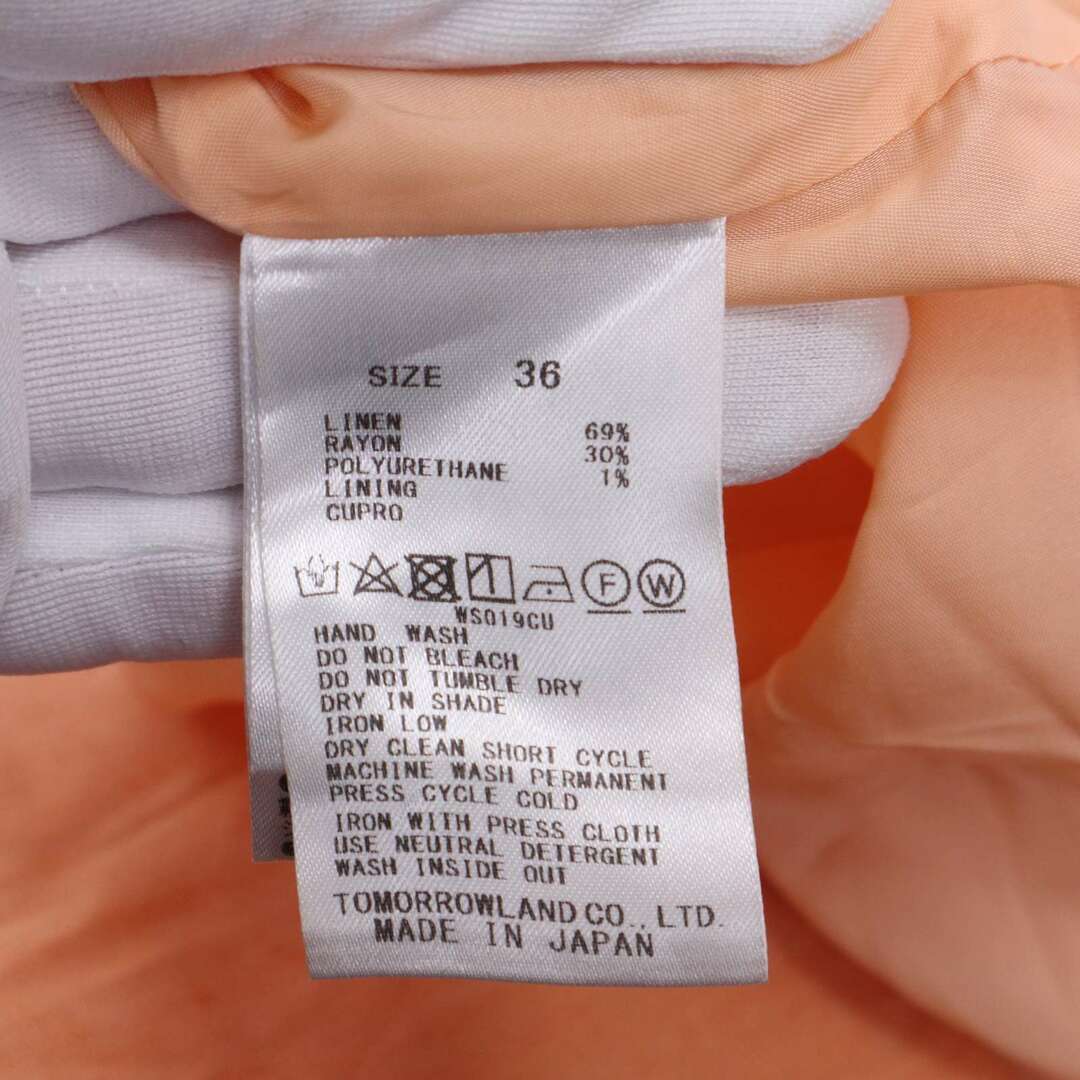 SIZE 36
LINEN 69%
RAYON 30%
POLYURETHANE 1%
LINING
CUPRO
F W
WS019CU
HAND WASH
DO NOT BLEACH
DO NOT TUMBLE DRY
DRY IN SHADE
IRON LOW
DRY CLEAN SHORT CYCLE
MACHINE WASH PERMANENT
PRESS CYCLE COLD
IRON WITH PRESS CLOTH
USE NEUTRAL DETERGENT
WASH INSIDE OUT
TOMORROWLAND CO., LTD.
MADE IN JAPAN